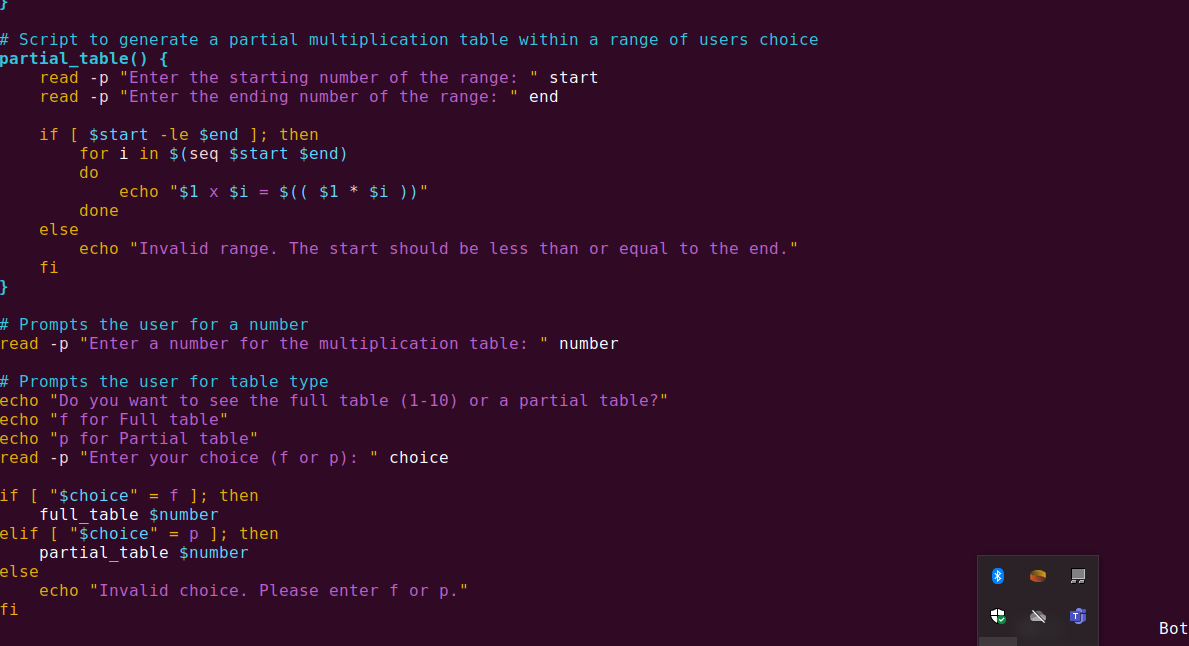 }

# Script to generate a partial multiplication table within a range of users choice
partial_table() {
    read -p "Enter the starting number of the range: " start
    read -p "Enter the ending number of the range: " end

    if [ $start -le $end ]; then
        for i in $(seq $start $end)
        do
            echo "$1 x $i = $(( $1 * $i ))"
        done
    else
        echo "Invalid range. The start should be less than or equal to the end."
    fi
}

# Prompts the user for a number
read -p "Enter a number for the multiplication table: " number

# Prompts the user for table type
echo "Do you want to see the full table (1-10) or a partial table?"
echo "f for Full table"
echo "p for Partial table"
read -p "Enter your choice (f or p): " choice

if [ "$choice" = f ]; then
    full_table $number
elif [ "$choice" = p ]; then
    partial_table $number
else
    echo "Invalid choice. Please enter f or p."
fi
Bot